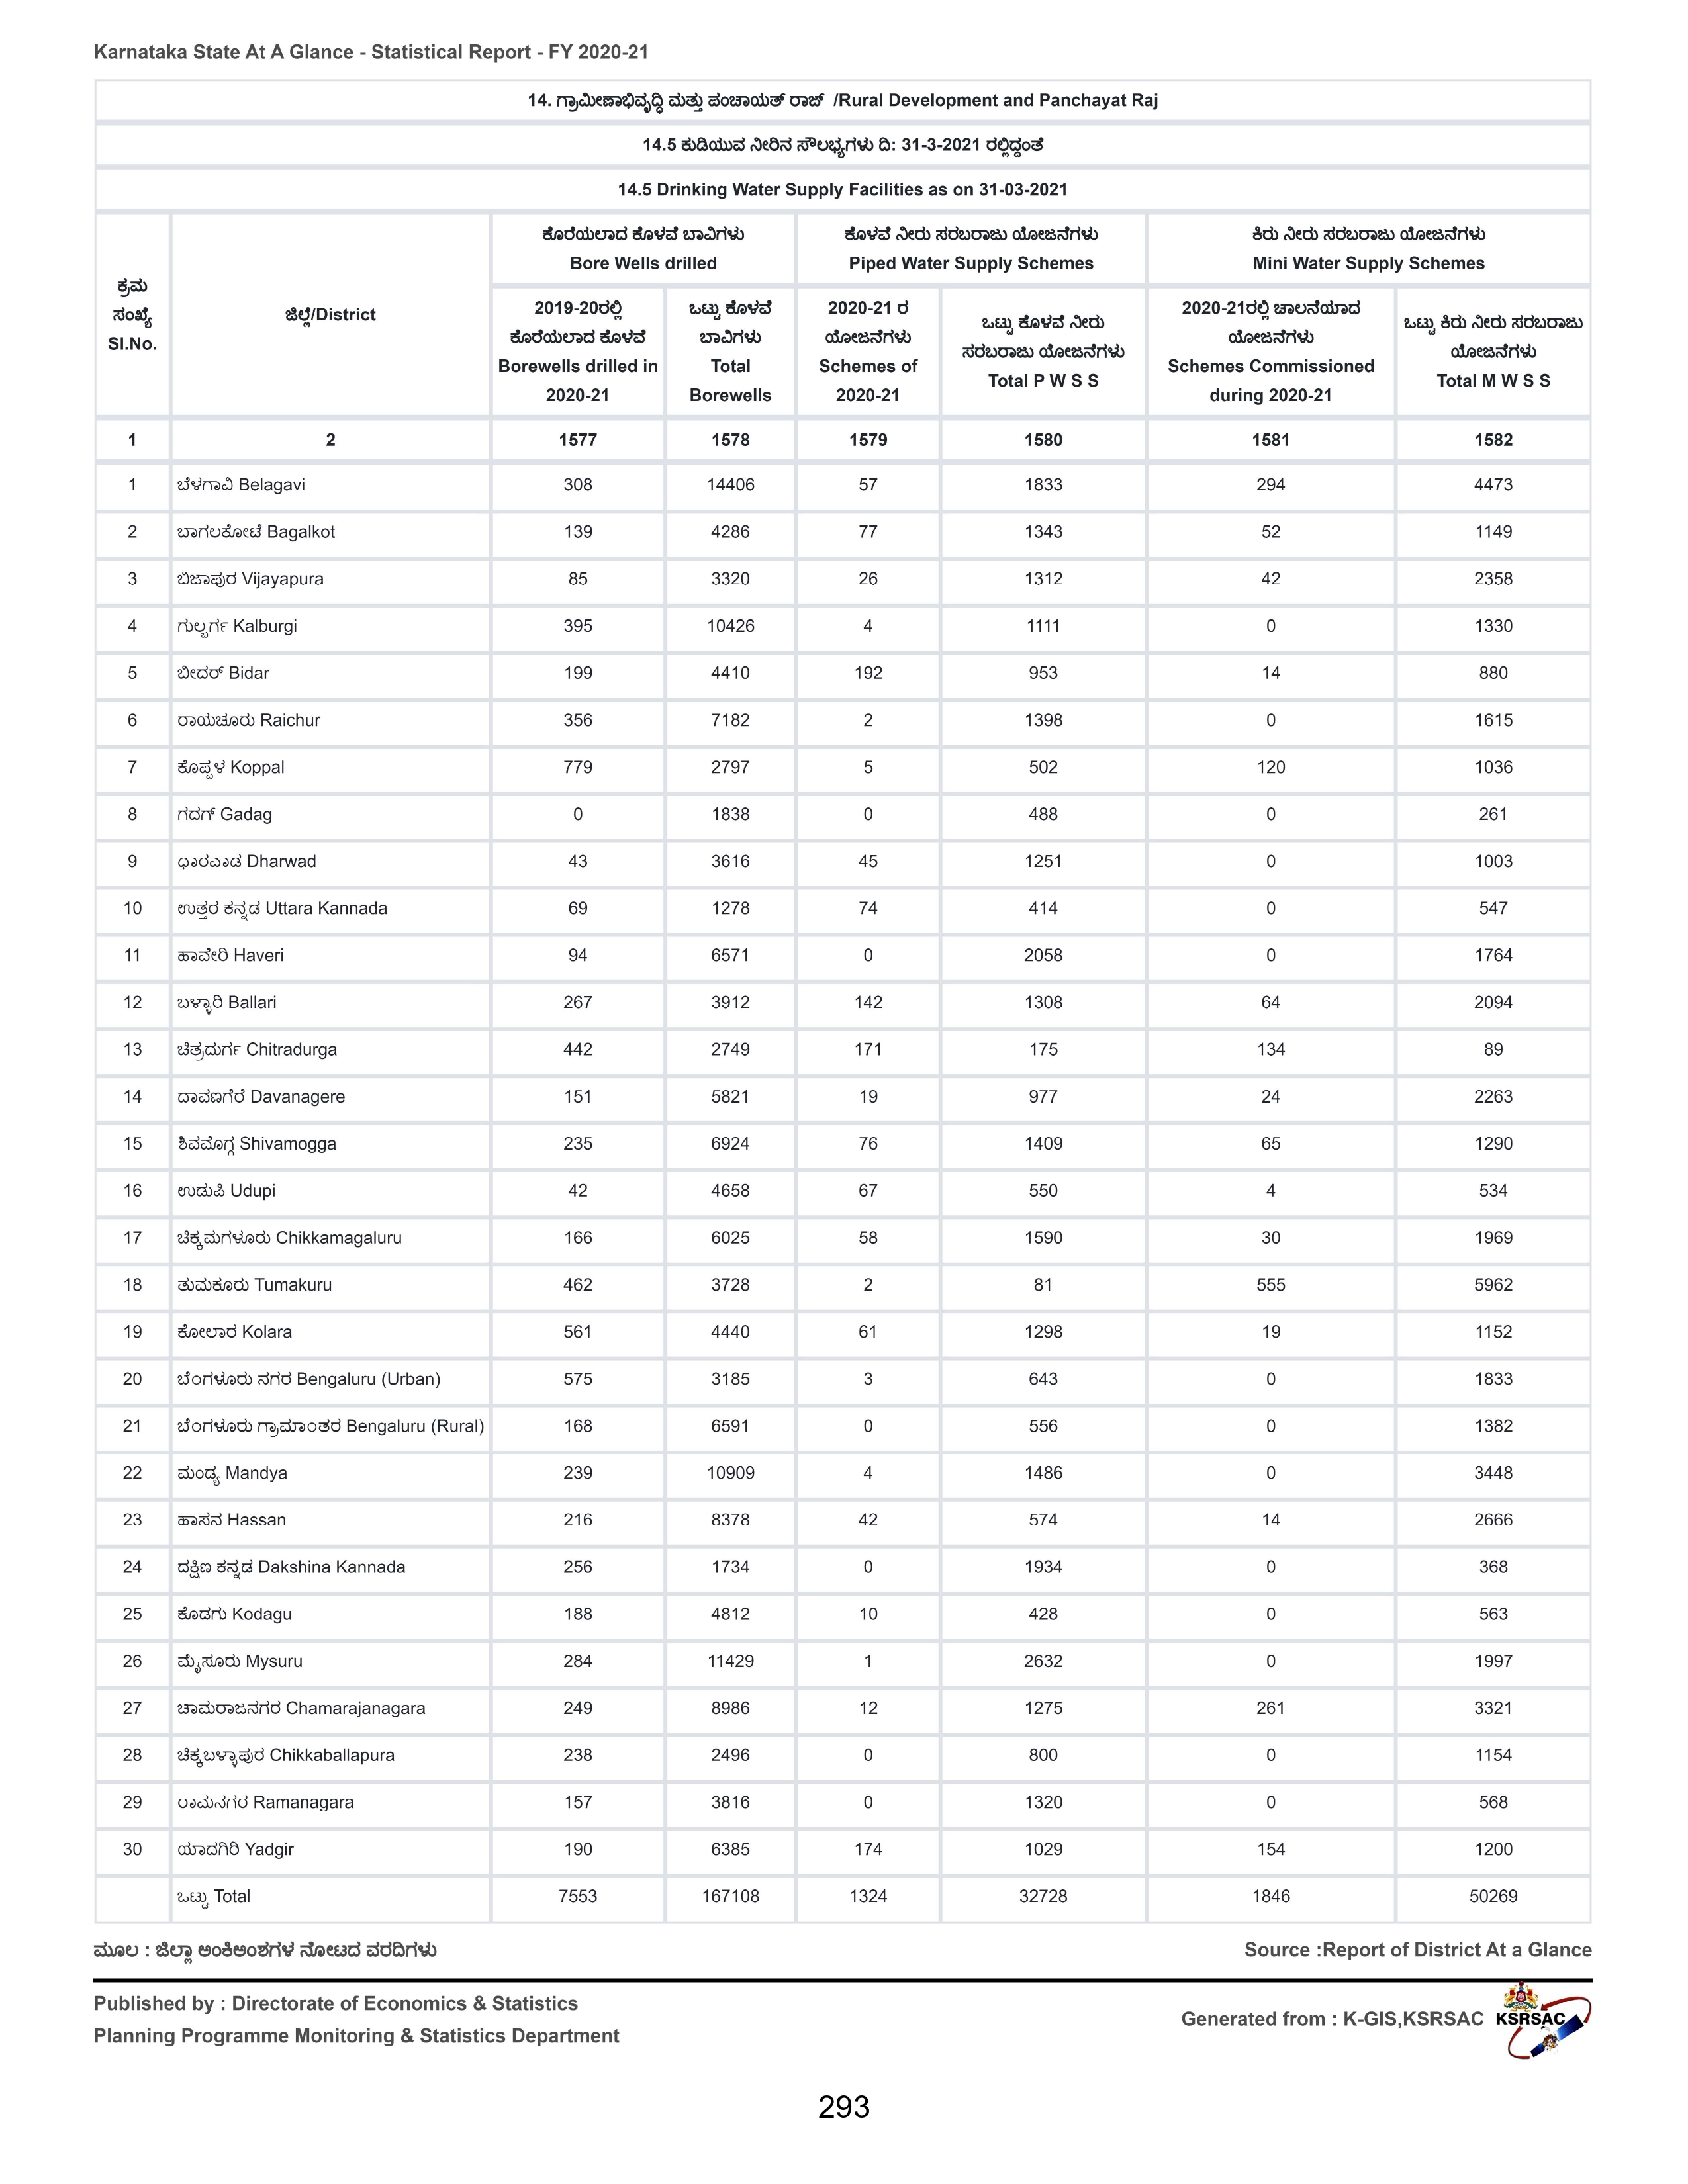 Karnataka State At A Glance - Statistical Report - FY 2020-21
14. ಗ್ರಾಮೀಣಾಭಿವೃದ್ಧಿ ಮತ್ತು ಪಂಚಾಯತ್ ರಾಜ್ /Rural Development and Panchayat Raj
14.5 ಕುಡಿಯುವ ನೀರಿನ ಸೌಲಭ್ಯಗಳು ದಿ: 31-3-2021 ರಲ್ಲಿದ್ದಂತೆ
14.5 Drinking Water Supply Facilities as on 31-03-2021
ಕ್ರಮ
ಸಂಖ್ಯೆ
Sl.No.
ಜಿಲ್ಲೆ/District
ಕೊರೆಯಲಾದ ಕೊಳವೆ ಬಾವಿಗಳು
Bore Wells drilled
ಕೊಳವೆ ನೀರು ಸರಬರಾಜು ಯೋಜನೆಗಳು
Piped Water Supply Schemes
ಕಿರು ನೀರು ಸರಬರಾಜು ಯೋಜನೆಗಳು
Mini Water Supply Schemes
2019-20ರಲ್ಲಿ
ಕೊರೆಯಲಾದ ಕೊಳವೆ
Borewells drilled in
2020-21
ಒಟ್ಟು ಕೊಳವೆ
ಬಾವಿಗಳು
Total
Borewells
2020-21 ರ
ಯೋಜನೆಗಳು
Schemes of
2020-21
ಒಟ್ಟು ಕೊಳವೆ ನೀರು
ಸರಬರಾಜು ಯೋಜನೆಗಳು
Total P W S S
2020-21ರಲ್ಲಿ ಚಾಲನೆಯಾದ
ಯೋಜನೆಗಳು
Schemes Commissioned
during 2020-21
ಒಟ್ಟು ಕಿರು ನೀರು ಸರಬರಾಜು
ಯೋಜನೆಗಳು
Total M W S S
1 2 1577 1578 1579 1580 1581 1582
1 ಬೆಳಗಾವಿ Belagavi 308 14406 57 1833 294 4473
2 ಬಾಗಲಕೋಟೆ Bagalkot 139 4286 77 1343 52 1149
3 ಬಿಜಾಪುರ Vijayapura 85 3320 26 1312 42 2358
4 ಗುಲ್ಬರ್ಗ Kalburgi 395 10426 4 1111 0 1330
5 ಬೀದರ್ Bidar 199 4410 192 953 14 880
6 ರಾಯಚೂರು Raichur 356 7182 2 1398 0 1615
7 ಕೊಪ್ಪಳ Koppal 779 2797 5 502 120 1036
8 ಗದಗ್ Gadag 0 1838 0 488 0 261
9 ಧಾರವಾಡ Dharwad 43 3616 45 1251 0 1003
10 ಉತ್ತರ ಕನ್ನಡ Uttara Kannada 69 1278 74 414 0 547
11 ಹಾವೇರಿ Haveri 94 6571 0 2058 0 1764
12 ಬಳ್ಳಾರಿ Ballari 267 3912 142 1308 64 2094
13 ಚಿತ್ರದುರ್ಗ Chitradurga 442 2749 171 175 134 89
14 ದಾವಣಗೆರೆ Davanagere 151 5821 19 977 24 2263
15 ಶಿವಮೊಗ್ಗ Shivamogga 235 6924 76 1409 65 1290
16 ಉಡುಪಿ Udupi 42 4658 67 550 4 534
17 ಚಿಕ್ಕಮಗಳೂರು Chikkamagaluru 166 6025 58 1590 30 1969
18 ತುಮಕೂರು Tumakuru 462 3728 2 81 555 5962
19 ಕೋಲಾರ Kolara 561 4440 61 1298 19 1152
20 ಬೆಂಗಳೂರು ನಗರ Bengaluru (Urban) 575 3185 3 643 0 1833
21 ಬೆಂಗಳೂರು ಗ್ರಾಮಾಂತರ Bengaluru (Rural) 168 6591 0 556 0 1382
22 ಮಂಡ್ಯ Mandya 239 10909 4 1486 0 3448
23 ಹಾಸನ Hassan 216 8378 42 574 14 2666
24 ದಕ್ಷಿಣ ಕನ್ನಡ Dakshina Kannada 256 1734 0 1934 0 368
25 ಕೊಡಗು Kodagu 188 4812 10 428 0 563
26 ಮೈಸೂರು Mysuru 284 11429 1 2632 0 1997
27 ಚಾಮರಾಜನಗರ Chamarajanagara 249 8986 12 1275 261 3321
28 ಚಿಕ್ಕಬಳ್ಳಾಪುರ Chikkaballapura 238 2496 0 800 0 1154
29 ರಾಮನಗರ Ramanagara 157 3816 0 1320 0 568
30 ಯಾದಗಿರಿ Yadgir 190 6385 174 1029 154 1200
ಒಟ್ಟು Total 7553 167108 1324 32728 1846 50269
ಮೂಲ : ಜಿಲ್ಲಾ ಅಂಕಿಅಂಶಗಳ ನೋಟದ ವರದಿಗಳು Source :Report of District At a Glance
Published by : Directorate of Economics & Statistics
Planning Programme Monitoring & Statistics Department
Generated from : K-GIS,KSRSAC
KSRSAC
293